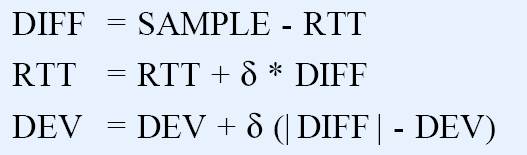 DIFF = SAMPLE - RTT
RTT = RTT + δ * DIFF
DEV = DEV + δ (|DIFF| - DEV)